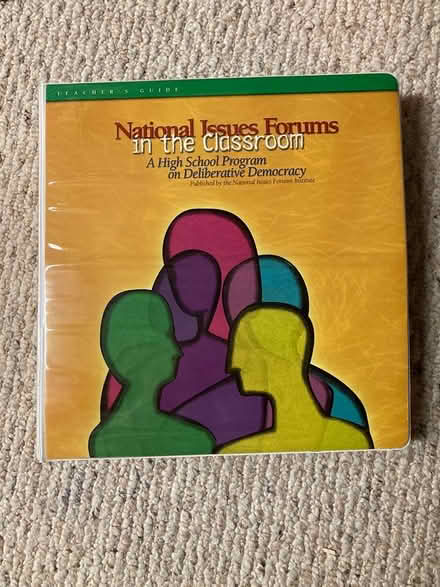 TEACHER'S GUIDE
National Issues Forums
in the Classroom
A High School Program
on Deliberative Democracy
Published by the National Issues Forums Institute